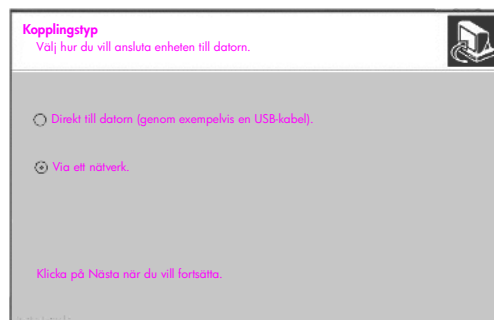 Kopplingstyp
Välj hur du vill ansluta enheten till datorn.
Direkt till datorn (genom exempelvis en USB-kabel).
Via ett nätverk.
Klicka på Nästa när du vill fortsätta.